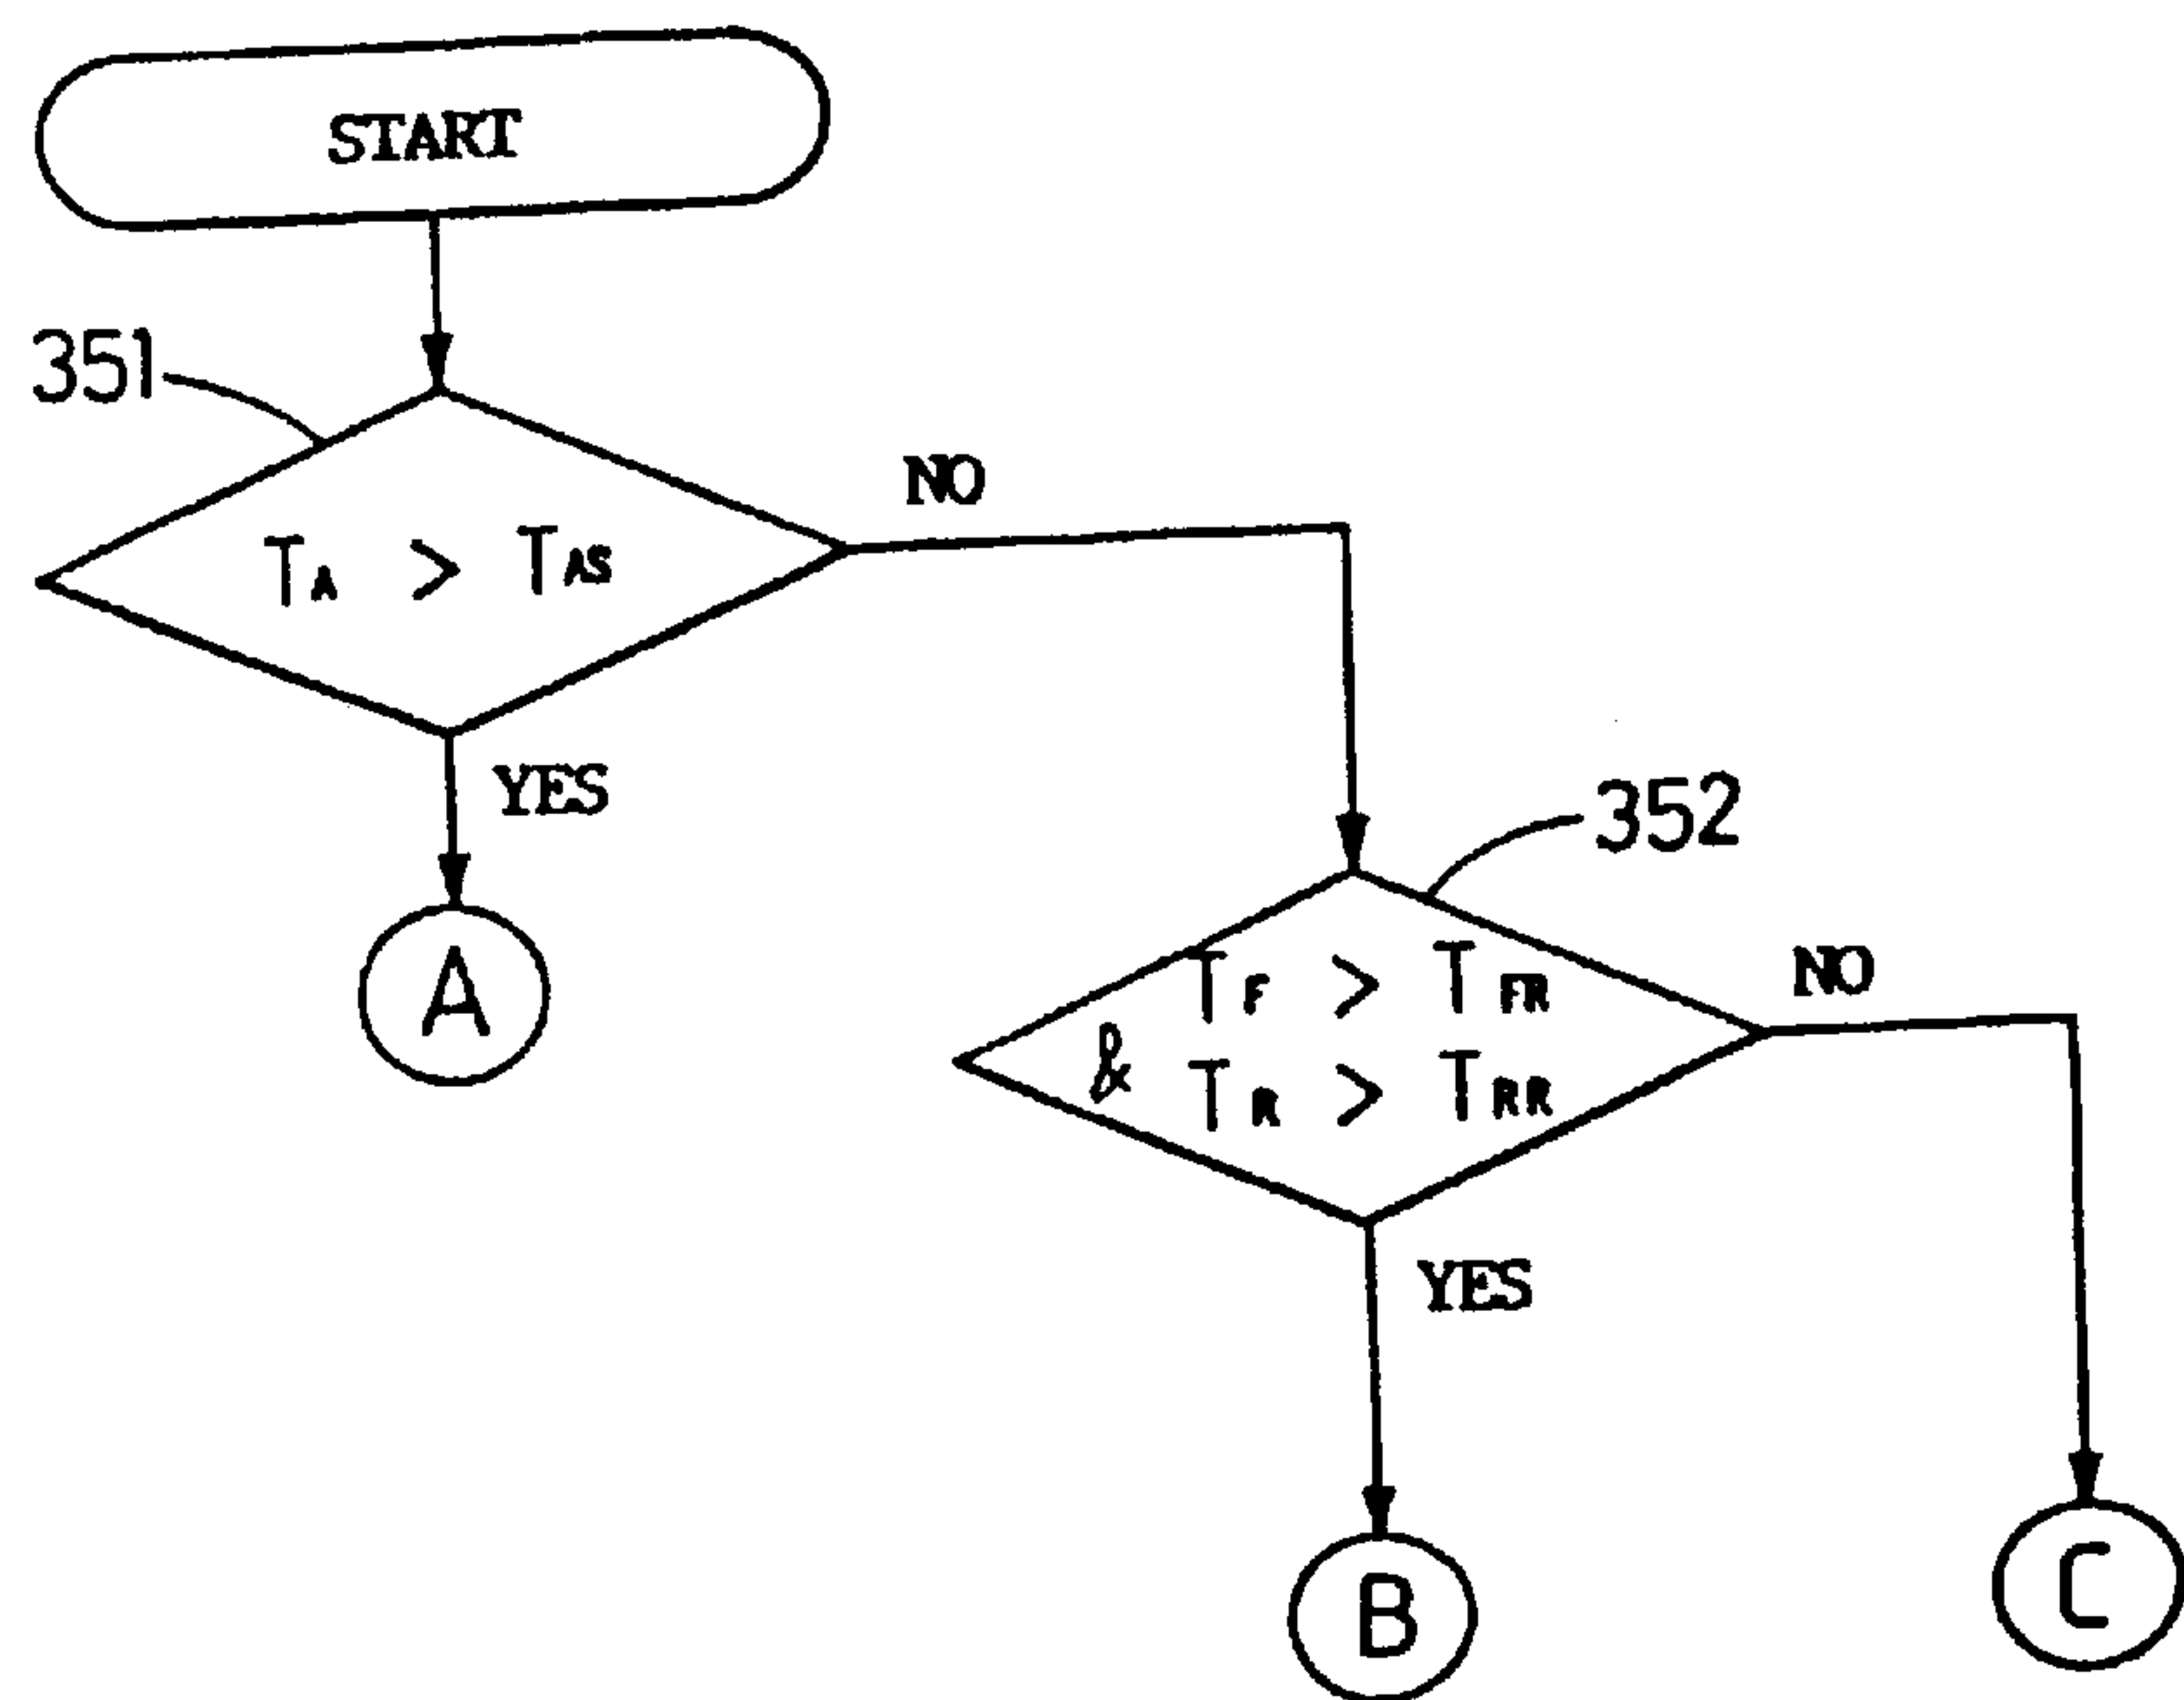 START
351
NO
TA > TAS
YES
352
A
TF > TFR
NO
& TR > TRR
YES
C
B